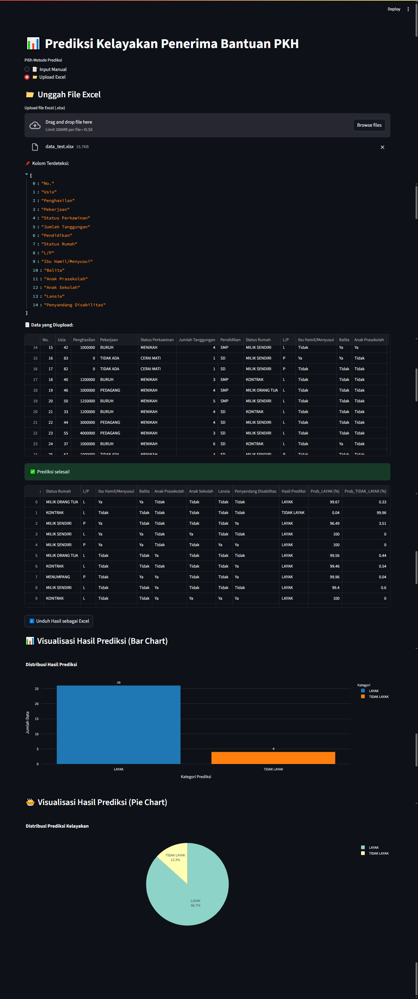 Deploy
Prediksi Kelayakan Penerima Bantuan PKH
Pilih Metode Prediksi
Input Manual
Upload Excel
Unggah File Excel
Upload file Excel (.xlsx)
Drag and drop file here
Limit 200MB per file • XLSX
Browse files
data_test.xlsx 15.7KB
Kolom Terdeteksi:
[
0 : "No."
1 : "Usia"
2 : "Penghasilan"
3 : "Pekerjaan"
4 : "Status Perkawinan"
5 : "Jumlah Tanggungan"
6 : "Pendidikan"
7 : "Status Rumah"
8 : "L/P"
9 : "Ibu Hamil/Menyusui"
10 : "Balita"
11 : "Anak Prasekolah"
12 : "Anak Sekolah"
13 : "Lansia"
14 : "Penyandang Disabilitas"
]
Data yang Diupload:
No. Usia Penghasilan Pekerjaan Status Perkawinan Jumlah Tanggungan Pendidikan Status Rumah L/P Ibu Hamil/Menyusui Balita Anak Prasekolah
14 15 42 1000000 BURUH MENIKAH 4 SMP MILIK SENDIRI L Tidak Ya Ya
15 16 83 0 TIDAK ADA CERAI MATI 1 SD MILIK SENDIRI P Ya Ya Tidak
16 17 82 0 TIDAK ADA CERAI MATI 1 SD MILIK SENDIRI P Tidak Tidak Tidak
17 18 40 1200000 BURUH MENIKAH 3 SMP KONTRAK L Tidak Tidak Tidak
18 19 46 1000000 PEDAGANG MENIKAH 4 SMP MILIK ORANG TUA L Tidak Tidak Tidak
19 20 50 1250000 BURUH MENIKAH 5 SMP MILIK SENDIRI L Tidak Tidak Tidak
20 21 33 1200000 BURUH MENIKAH 4 SD KONTRAK L Tidak Tidak Tidak
21 22 44 3000000 PEDAGANG MENIKAH 4 SD MILIK SENDIRI L Tidak Tidak Tidak
22 23 55 4000000 PEDAGANG MENIKAH 3 SD MILIK SENDIRI L Tidak Tidak Tidak
23 24 37 1000000 BURUH MENIKAH 6 SD KONTRAK L Tidak Ya Tidak
24 25 67 1000000 TIDAK ADA MENIKAH 4 SD MILIK SENDIRI Tidak Tidak Tidak
Prediksi selesai!
Status Rumah L/P Ibu Hamil/Menyusui Balita Anak Prasekolah Anak Sekolah Lansia Penyandang Disabilitas Hasil Prediksi Prob_LAYAK (%) Prob_TIDAK_LAYAK (%)
0 MILIK ORANG TUA L Ya Ya Tidak Tidak Tidak Tidak LAYAK 99.67 0.33
1 KONTRAK L Tidak Tidak Tidak Tidak Tidak Tidak TIDAK LAYAK 0.04 99.96
2 MILIK SENDIRI P Ya Tidak Tidak Tidak Tidak Ya LAYAK 96.49 3.51
3 MILIK SENDIRI L Ya Ya Tidak Ya Tidak Tidak LAYAK 100 0
4 MILIK SENDIRI P Ya Ya Tidak Tidak Ya Ya LAYAK 100 0
5 MILIK ORANG TUA L Tidak Tidak Ya Tidak Tidak Tidak LAYAK 99.56 0.44
6 KONTRAK L Tidak Tidak Tidak Tidak Tidak Ya LAYAK 99.46 0.54
7 MENUMPANG P Tidak Ya Ya Tidak Tidak Ya LAYAK 99.96 0.04
8 MILIK SENDIRI L Tidak Tidak Ya Tidak Tidak Tidak LAYAK 99.4 0.6
9 KONTRAK L Tidak Tidak Ya Ya Ya Ya LAYAK 100 0
Unduh Hasil sebagai Excel
Visualisasi Hasil Prediksi (Bar Chart)
Distribusi Hasil Prediksi
26
4
25
20
15
10
5
0
Jumlah Data
LAYAK
TIDAK LAYAK
Kategori Prediksi
Kategori
LAYAK
TIDAK LAYAK
Visualisasi Hasil Prediksi (Pie Chart)
Distribusi Prediksi Kelayakan
TIDAK LAYAK
13.3%
LAYAK
86.7%
LAYAK
TIDAK LAYAK